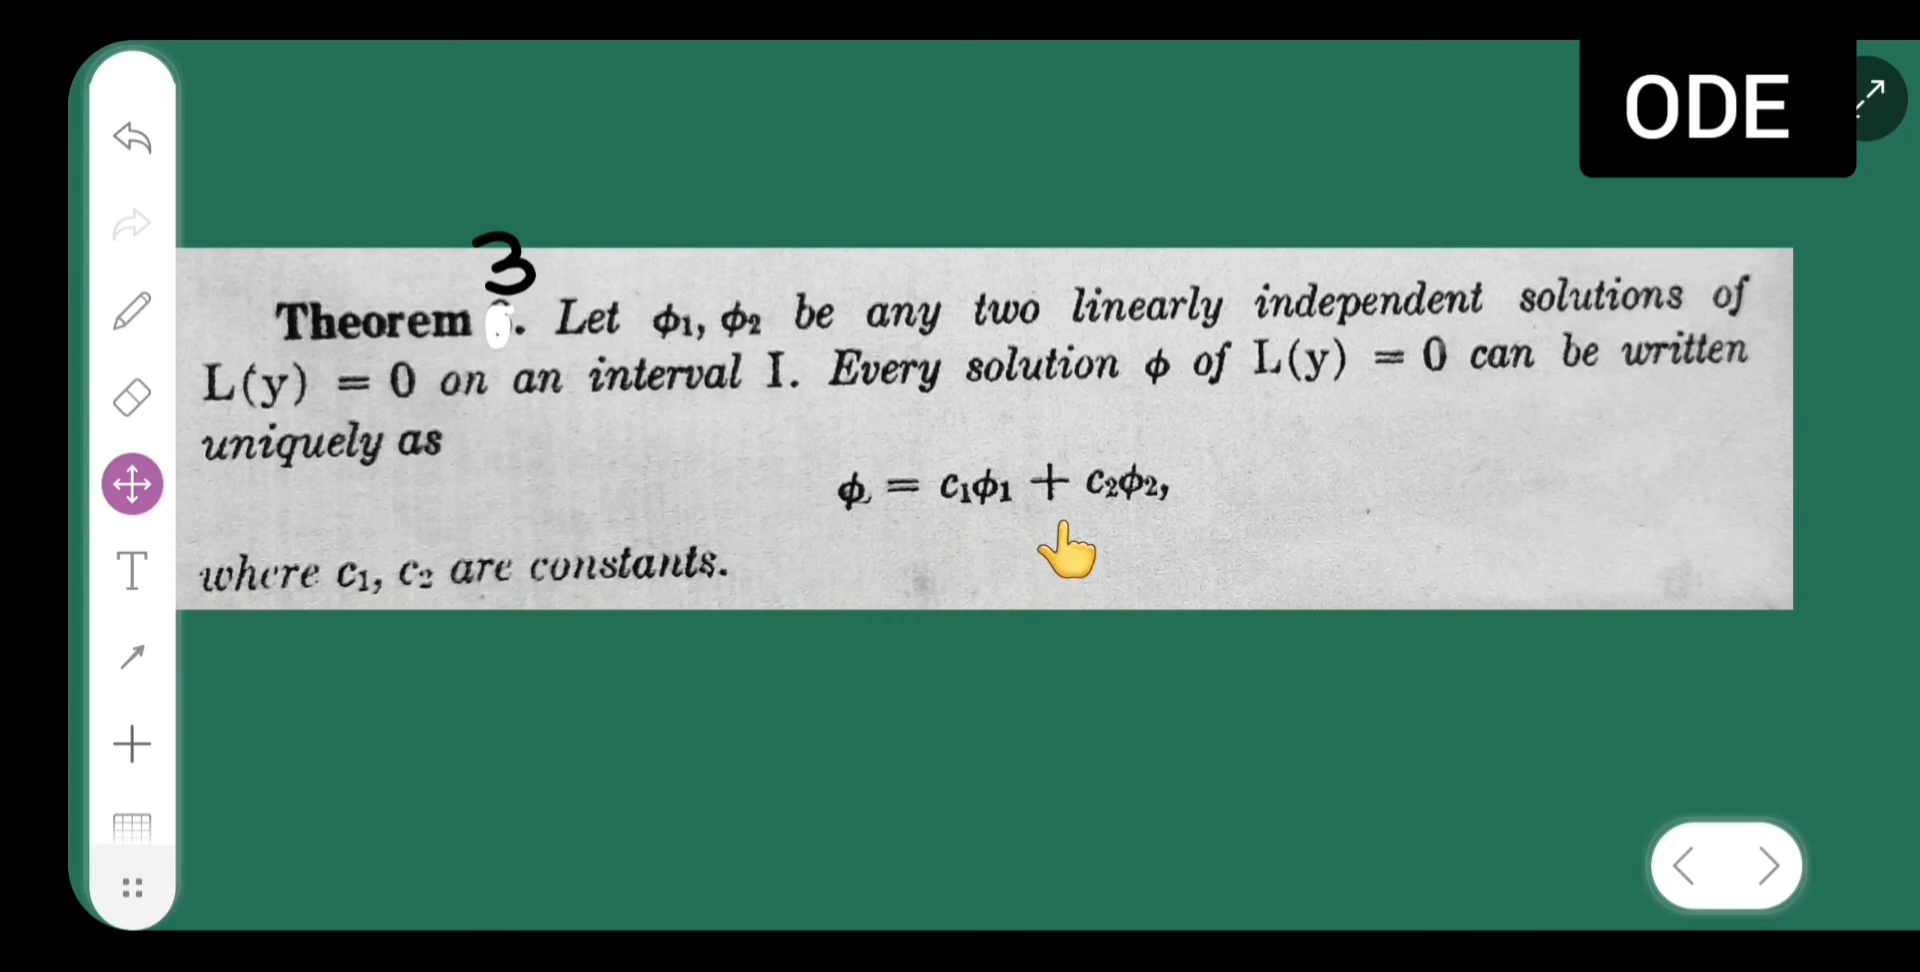 ODE
3
Theorem . Let ϕ₁, ϕ₂ be any two linearly independent solutions of
L(y) = 0 on an interval I. Every solution ϕ of L(y) = 0 can be written
uniquely as
ϕ = c₁ϕ₁ + c₂ϕ₂,
where c₁, c₂ are constants.
T